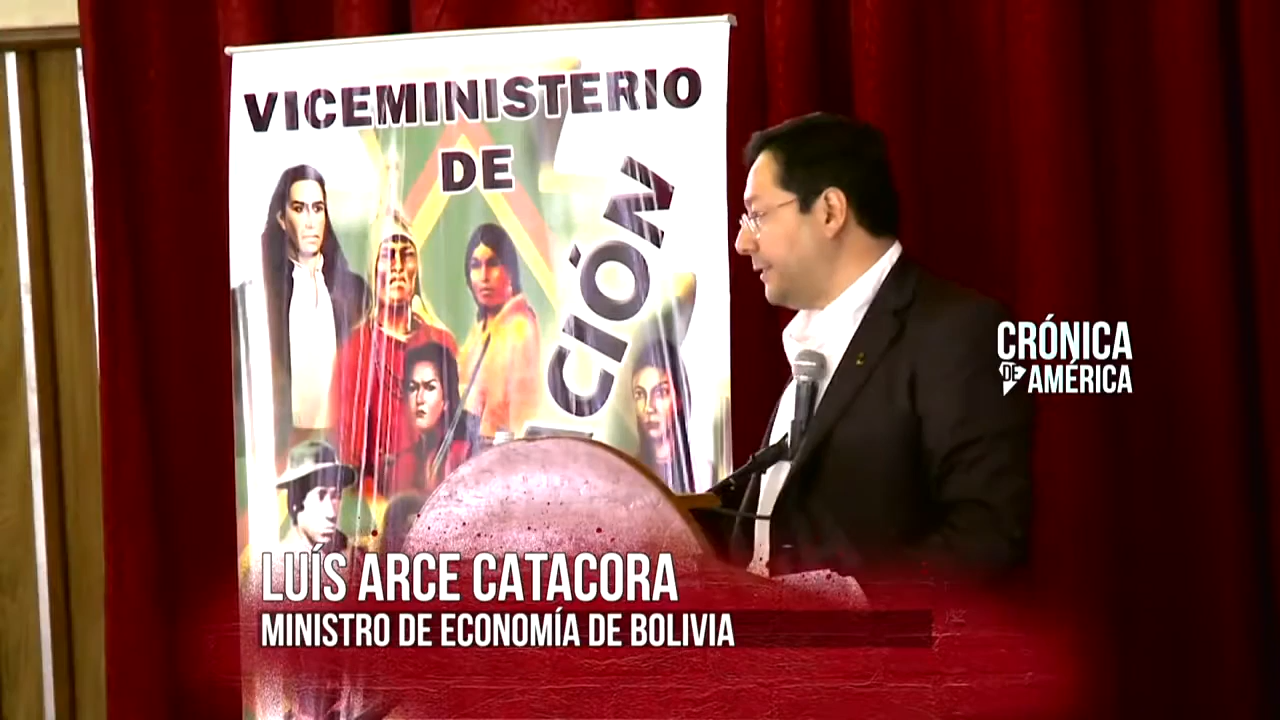 VICEMINISTERIO
DE
CIÓN
CRÓNICA
DE AMÉRICA
LUÍS ARCE CATACORA
MINISTRO DE ECONOMÍA DE BOLIVIA